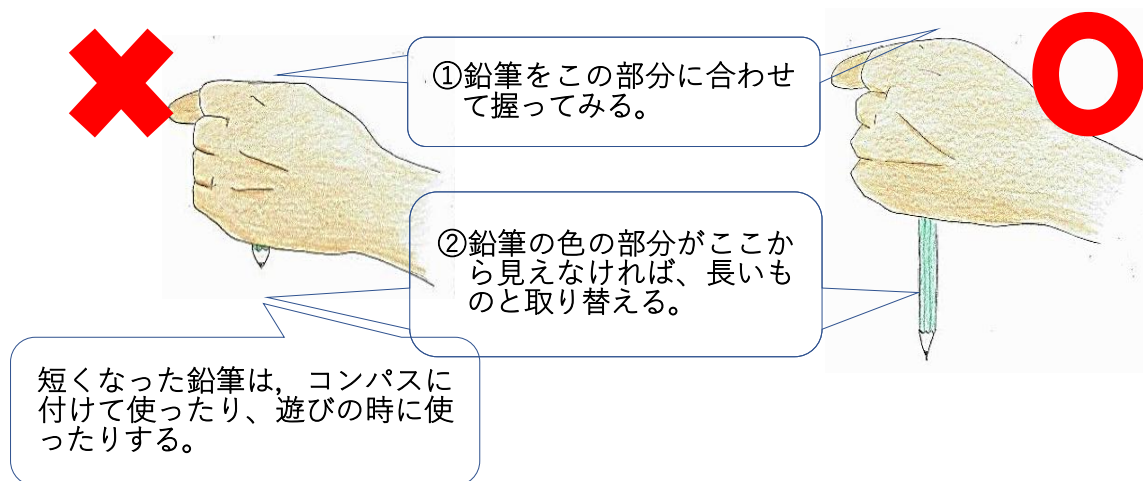 ①鉛筆をこの部分に合わせ
て握ってみる。
②鉛筆の色の部分がここか
ら見えなければ、長いも
のと取り替える。
短くなった鉛筆は，コンパスに
付けて使ったり、遊びの時に使
ったりする。